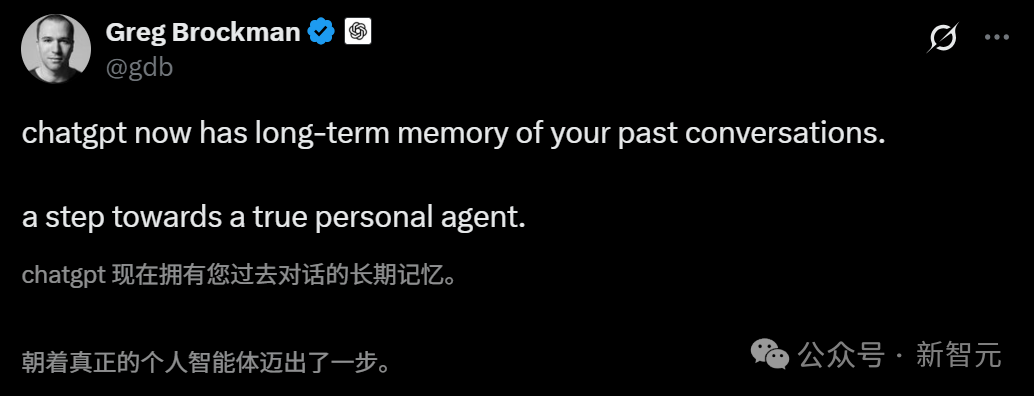 Greg Brockman
@gdb
chatgpt now has long-term memory of your past conversations.
a step towards a true personal agent.
chatgpt 现在拥有您过去对话的长期记忆。
朝着真正的个人智能体迈出了一步。
公众号 · 新智元